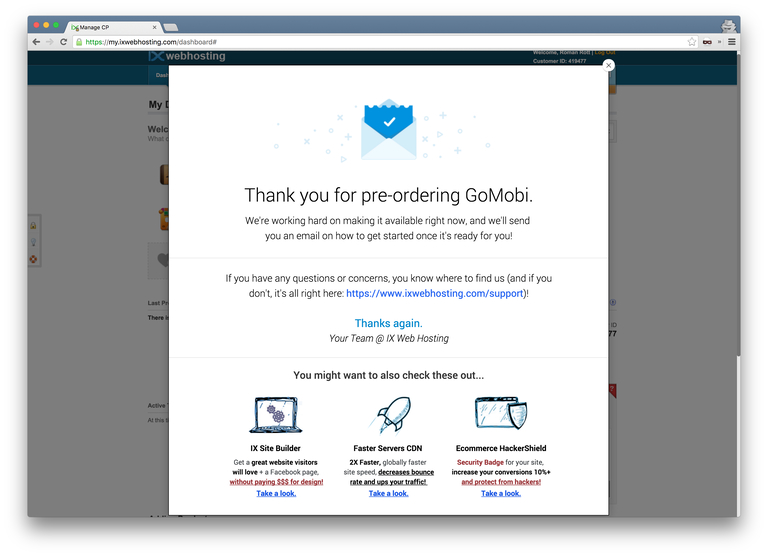 Manage CP
https://my.ixwebhosting.com/dashboard#
ix webhosting
Welcome, Roman Rott | Log Out
Customer ID: 419477
Dash
My D
Welc
What c
Thank you for pre-ordering GoMobi.
We're working hard on making it available right now, and we'll send
you an email on how to get started once it's ready for you!
If you have any questions or concerns, you know where to find us (and if you
don't, it's all right here: https://www.ixwebhosting.com/support)!
Last Pr
There i
ID
77
Thanks again.
Your Team @ IX Web Hosting
You might want to also check these out...
Active
At this
IX Site Builder
Get a great website visitors
will love + a Facebook page,
without paying $$$ for design!
Take a look.
Faster Servers CDN
2X Faster, globally faster
site speed, decreases bounce
rate and ups your traffic!
Take a look.
Ecommerce HackerShield
Security Badge for your site,
increase your conversions 10%+
and protect from hackers!
Take a look.